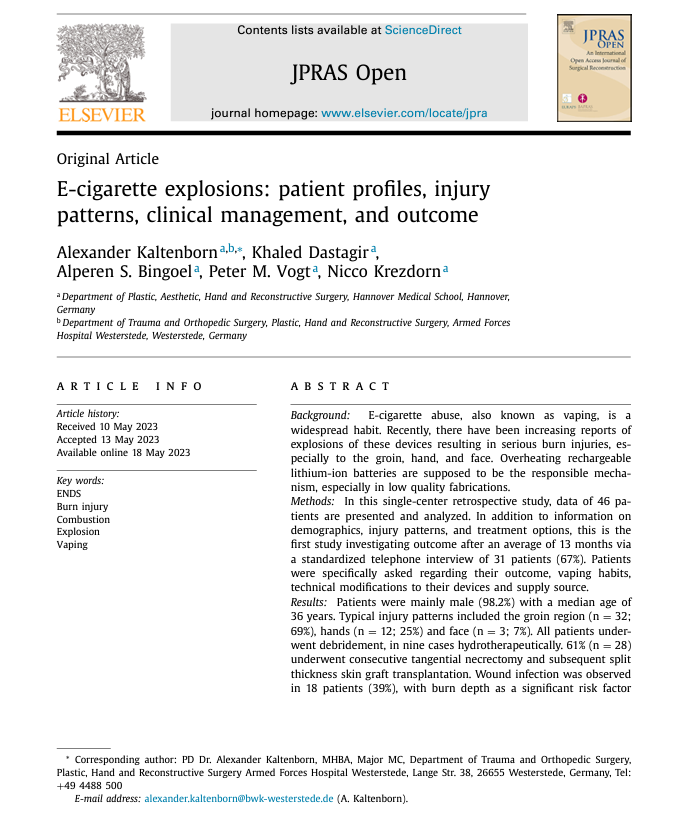 Contents lists available at ScienceDirect
JPRAS Open
journal homepage: www.elsevier.com/locate/jpra
ELSEVIER
JPRAS
OPEN
An International
Open Access Journal of
Surgical Reconstruction
Original Article
E-cigarette explosions: patient profiles, injury
patterns, clinical management, and outcome
Alexander Kaltenborn a,b,*, Khaled Dastagir a,
Alperen S. Bingoel a, Peter M. Vogt a, Nicco Krezdorn a
a Department of Plastic, Aesthetic, Hand and Reconstructive Surgery, Hannover Medical School, Hannover,
Germany
b Department of Trauma and Orthopedic Surgery, Plastic, Hand and Reconstructive Surgery, Armed Forces
Hospital Westerstede, Westerstede, Germany
ARTICLE INFO
Article history:
Received 10 May 2023
Accepted 13 May 2023
Available online 18 May 2023
Key words:
ENDS
Burn injury
Combustion
Explosion
Vaping
ABSTRACT
Background: E-cigarette abuse, also known as vaping, is a
widespread habit. Recently, there have been increasing reports of
explosions of these devices resulting in serious burn injuries, es-
pecially to the groin, hand, and face. Overheating rechargeable
lithium-ion batteries are supposed to be the responsible mecha-
nism, especially in low quality fabrications.
Methods: In this single-center retrospective study, data of 46 pa-
tients are presented and analyzed. In addition to information on
demographics, injury patterns, and treatment options, this is the
first study investigating outcome after an average of 13 months via
a standardized telephone interview of 31 patients (67%). Patients
were specifically asked regarding their outcome, vaping habits,
technical modifications to their devices and supply source.
Results: Patients were mainly male (98.2%) with a median age of
36 years. Typical injury patterns included the groin region (n = 32;
69%), hands (n = 12; 25%) and face (n = 3; 7%). All patients under-
went debridement, in nine cases hydrotherapeutically. 61% (n = 28)
underwent consecutive tangential necrectomy and subsequent split
thickness skin graft transplantation. Wound infection was observed
in 18 patients (39%), with burn depth as a significant risk factor
* Corresponding author: PD Dr. Alexander Kaltenborn, MHBA, Major MC, Department of Trauma and Orthopedic Surgery,
Plastic, Hand and Reconstructive Surgery Armed Forces Hospital Westerstede, Lange Str. 38, 26655 Westerstede, Germany, Tel:
+49 4488 500
E-mail address: alexander.kaltenborn@bwk-westerstede.de (A. Kaltenborn).